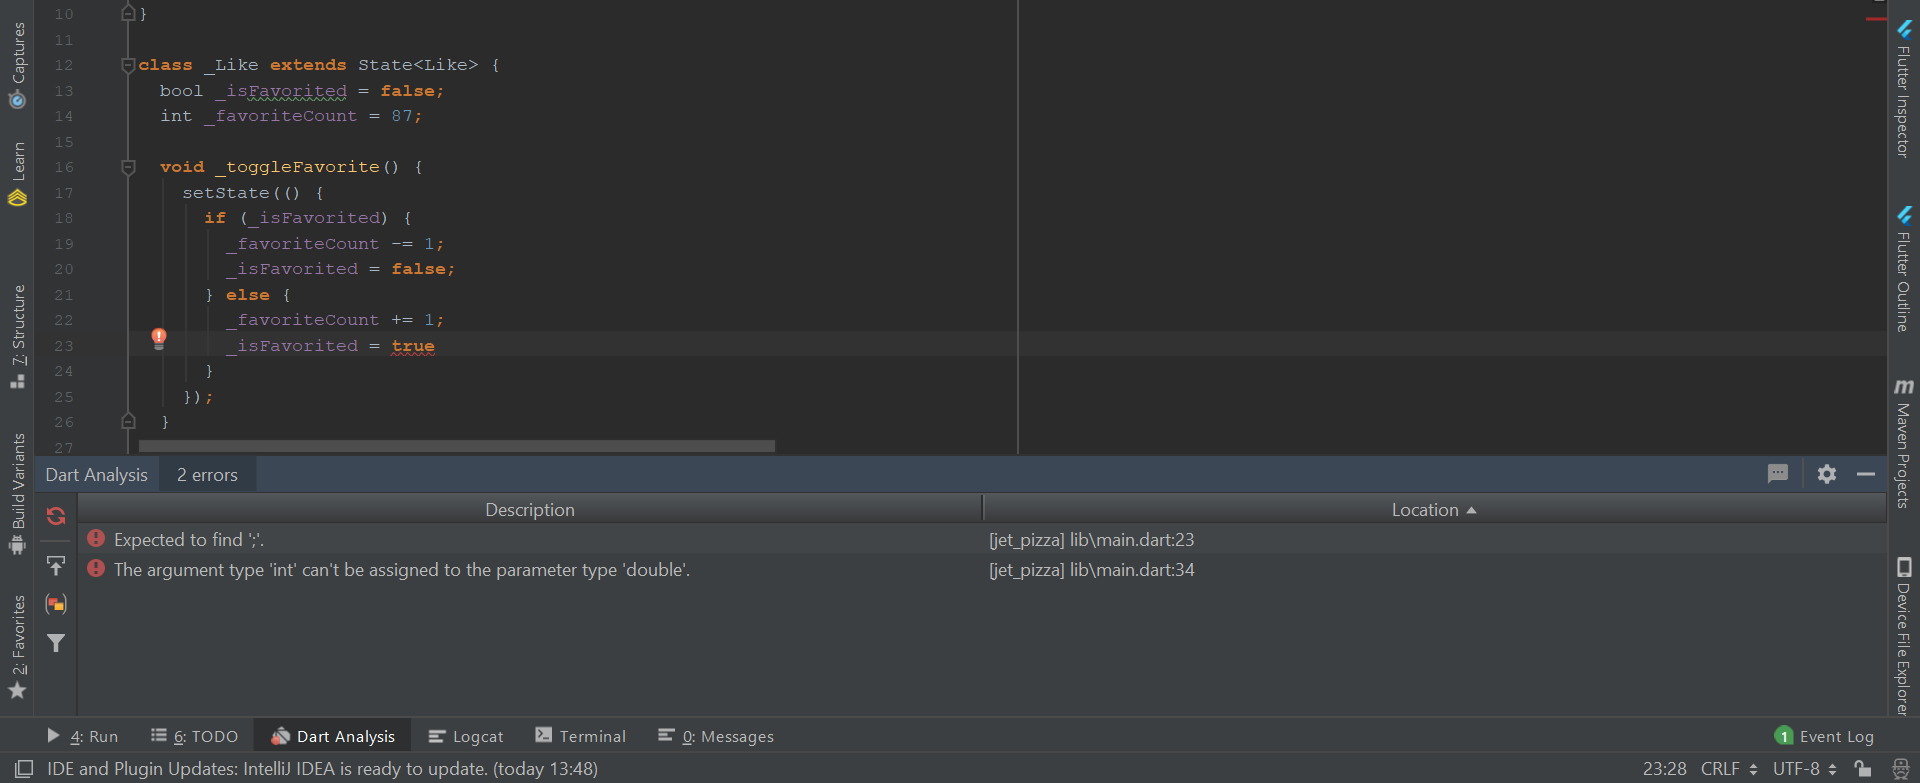 Captures
Learn
7: Structure
Build Variants
2: Favorites
10 }
11
12 class _Like extends State<Like> {
13 bool _isFavorited = false;
14 int _favoriteCount = 87;
15
16 void _toggleFavorite() {
17 setState(() {
18 if (_isFavorited) {
19 _favoriteCount -= 1;
20 _isFavorited = false;
21 } else {
22 _favoriteCount += 1;
23 _isFavorited = true
24 }
25 });
26 }
27
Flutter Inspector
Flutter Outline
Maven Projects
Device File Explorer
Dart Analysis 2 errors
Description Location
Expected to find ';'. [jet_pizza] lib\main.dart:23
The argument type 'int' can't be assigned to the parameter type 'double'. [jet_pizza] lib\main.dart:34
4: Run 6: TODO Dart Analysis Logcat Terminal 0: Messages 1 Event Log
IDE and Plugin Updates: IntelliJ IDEA is ready to update. (today 13:48) 23:28 CRLF UTF-8